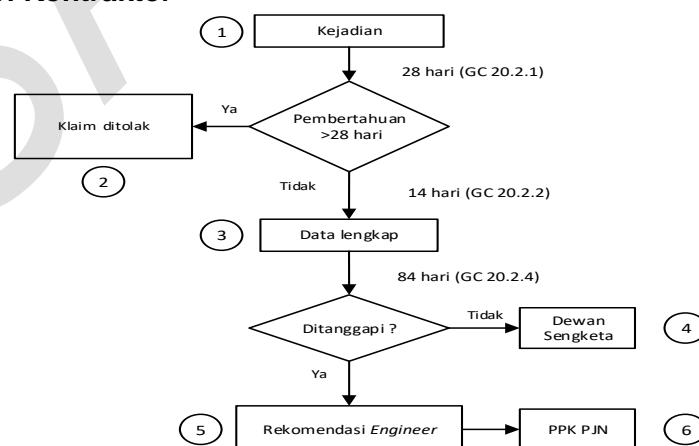 1
Kejadian
28 hari (GC 20.2.1)
Pembertahuan
>28 hari
Ya
Klaim ditolak
2
Tidak
14 hari (GC 20.2.2)
3
Data lengkap
84 hari (GC 20.2.4)
Ditanggapi ?
Tidak
Dewan
Sengketa
4
Ya
5
Rekomendasi Engineer
PPK PJN
6